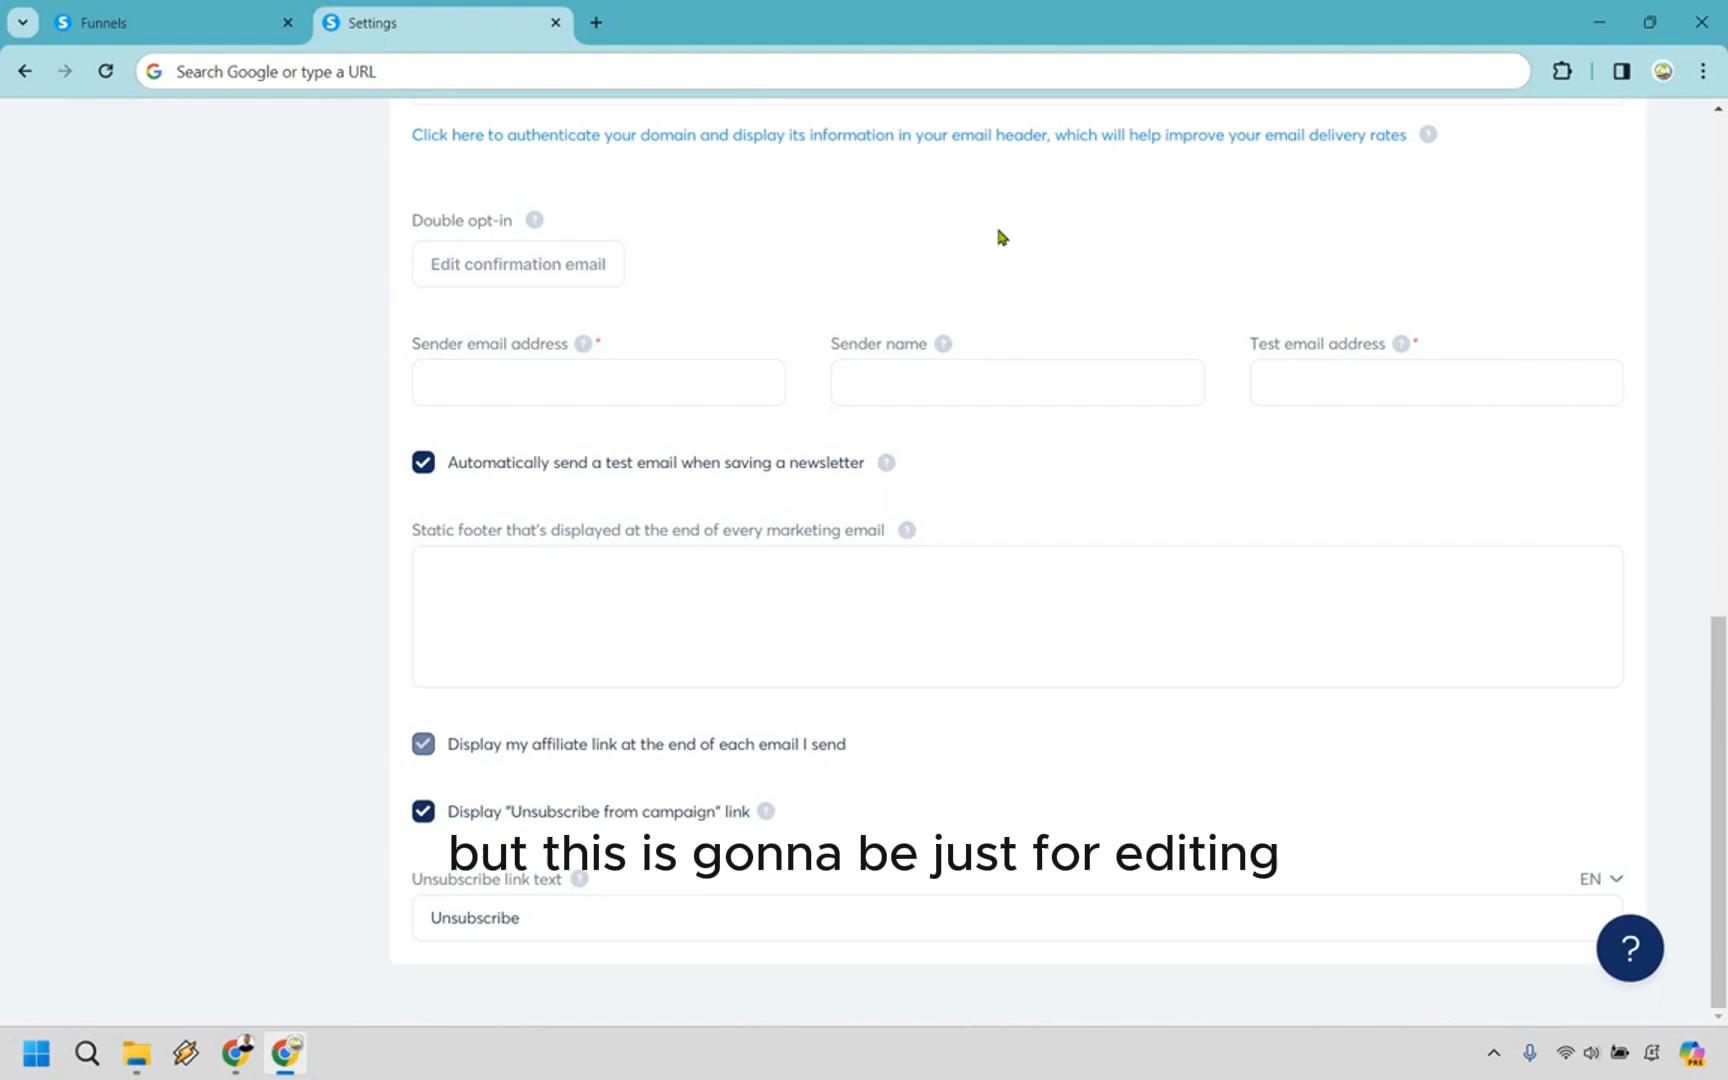 Funnels
Settings
Search Google or type a URL
Click here to authenticate your domain and display its information in your email header, which will help improve your email delivery rates ?
Double opt-in ?
Edit confirmation email
Sender email address ? *
Sender name ?
Test email address ? *
Automatically send a test email when saving a newsletter ?
Static footer that's displayed at the end of every marketing email ?
Display my affiliate link at the end of each email I send
Display "Unsubscribe from campaign" link ?
but this is gonna be just for editing
Unsubscribe link text ?
EN
Unsubscribe
?
PRE